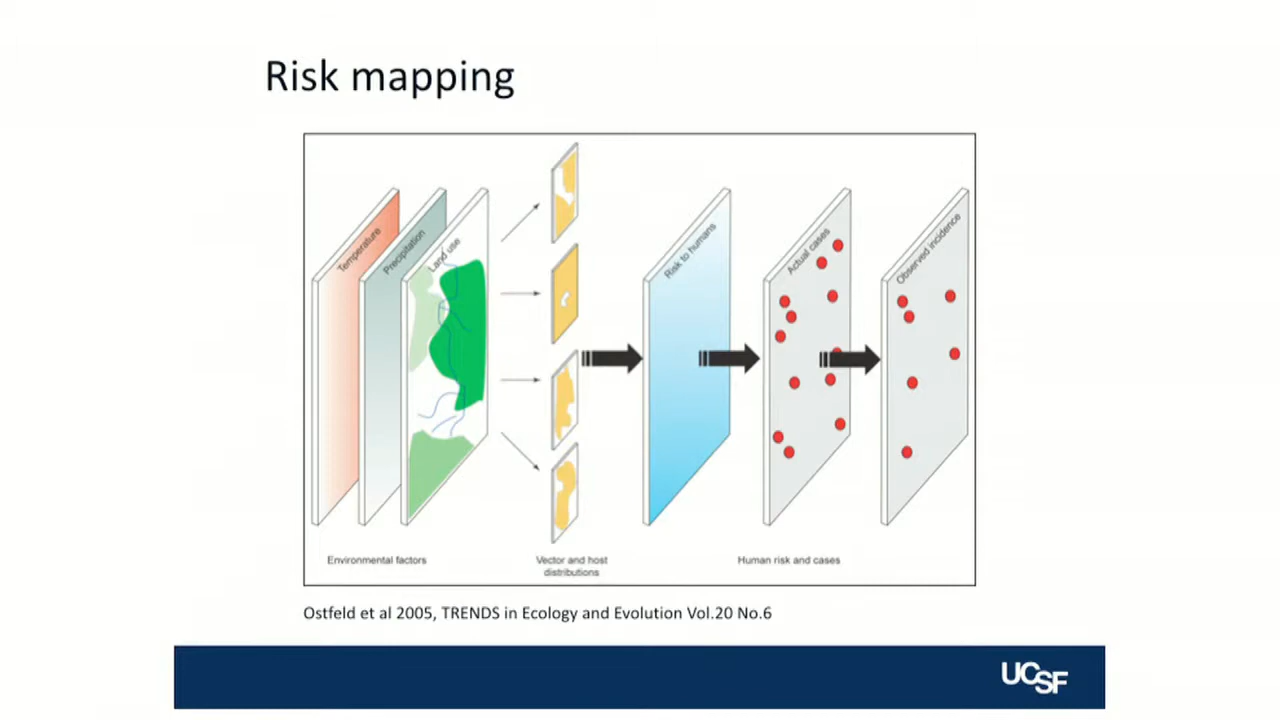 Risk mapping
Temperature
Precipitation
Land use
Risk to humans
Actual cases
Observed incidence
Environmental factors
Vector and host
distributions
Human risk and cases
Ostfeld et al 2005, TRENDS in Ecology and Evolution Vol.20 No.6
UCSF